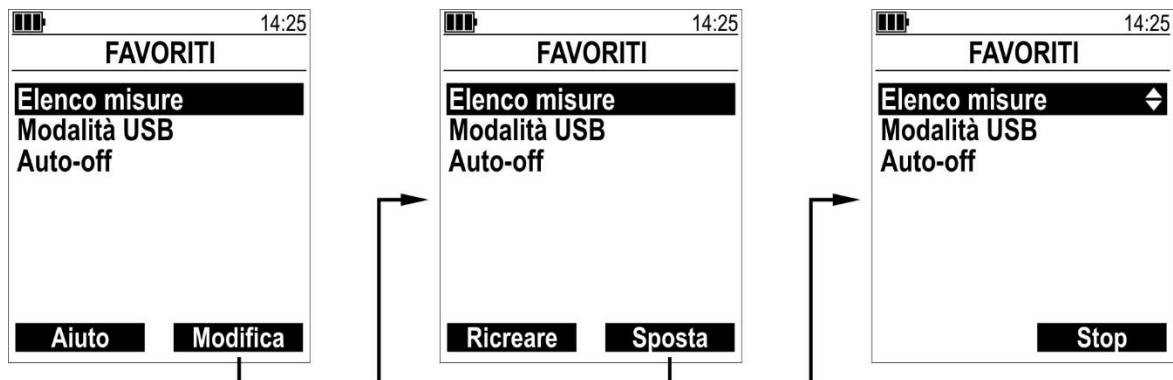 14:25
FAVORITI
Elenco misure
Modalità USB
Auto-off
Aiuto Modifica
14:25
FAVORITI
Elenco misure
Modalità USB
Auto-off
Ricreare Sposta
14:25
FAVORITI
Elenco misure
Modalità USB
Auto-off
Stop